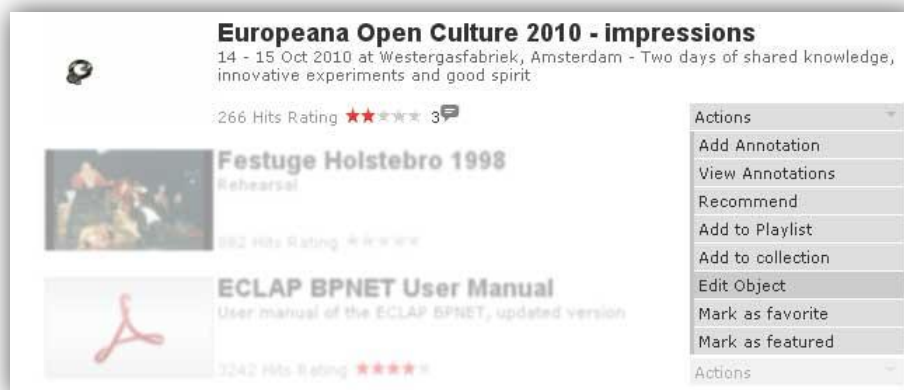 Europeana Open Culture 2010 - impressions
14 - 15 Oct 2010 at Westergasfabriek, Amsterdam - Two days of shared knowledge,
innovative experiments and good spirit
266 Hits Rating 3
Actions
Add Annotation
View Annotations
Recommend
Add to Playlist
Add to collection
Edit Object
Mark as favorite
Mark as featured
Actions
Festuge Holstebro 1998
Rehearsal
Hits Rating
ECLAP BPNET User Manual
User manual of the ECLAP BPNET, updated version
3242 Hits Rating